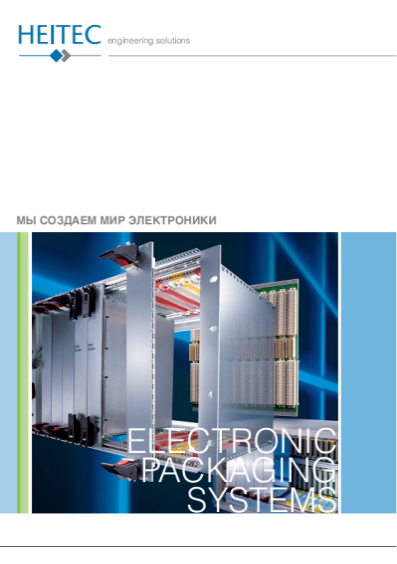 HEITEC engineering solutions
МЫ СОЗДАЕМ МИР ЭЛЕКТРОНИКИ
ELECTRONIC
PACKAGING
SYSTEMS